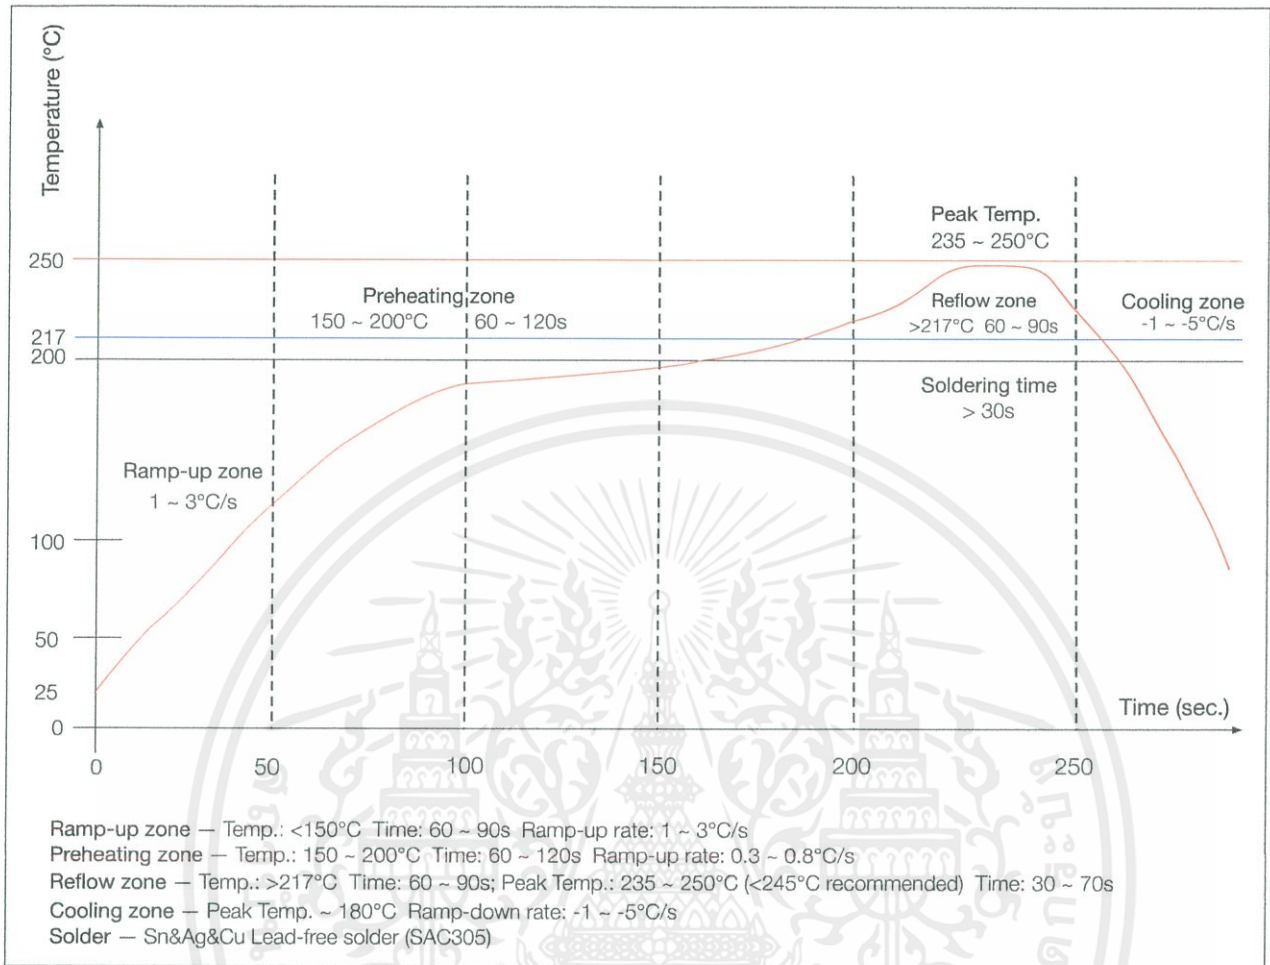 Temperature (°C)
Peak Temp.
235 ~ 250°C
250
Preheating zone
150 ~ 200°C 60 ~ 120s
Reflow zone
>217°C 60 ~ 90s
Cooling zone
-1 ~ -5°C/s
217
200
Soldering time
> 30s
Ramp-up zone
1 ~ 3°C/s
100
50
25
0
Time (sec.)
0 50 100 150 200 250
Ramp-up zone — Temp.: <150°C Time: 60 ~ 90s Ramp-up rate: 1 ~ 3°C/s
Preheating zone — Temp.: 150 ~ 200°C Time: 60 ~ 120s Ramp-up rate: 0.3 ~ 0.8°C/s
Reflow zone — Temp.: >217°C Time: 60 ~ 90s; Peak Temp.: 235 ~ 250°C (<245°C recommended) Time: 30 ~ 70s
Cooling zone — Peak Temp. ~ 180°C Ramp-down rate: -1 ~ -5°C/s
Solder — Sn&Ag&Cu Lead-free solder (SAC305)